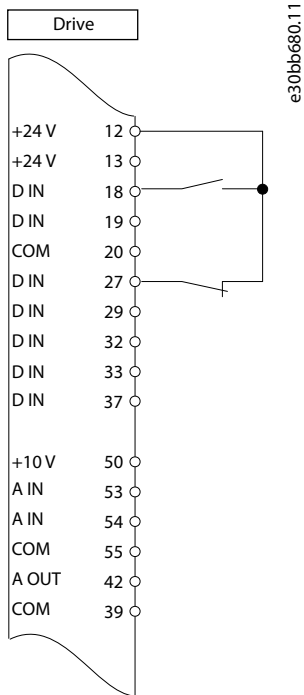 Drive
e30bb680.11
+24 V 12
+24 V 13
D IN 18
D IN 19
COM 20
D IN 27
D IN 29
D IN 32
D IN 33
D IN 37
+10 V 50
A IN 53
A IN 54
COM 55
A OUT 42
COM 39